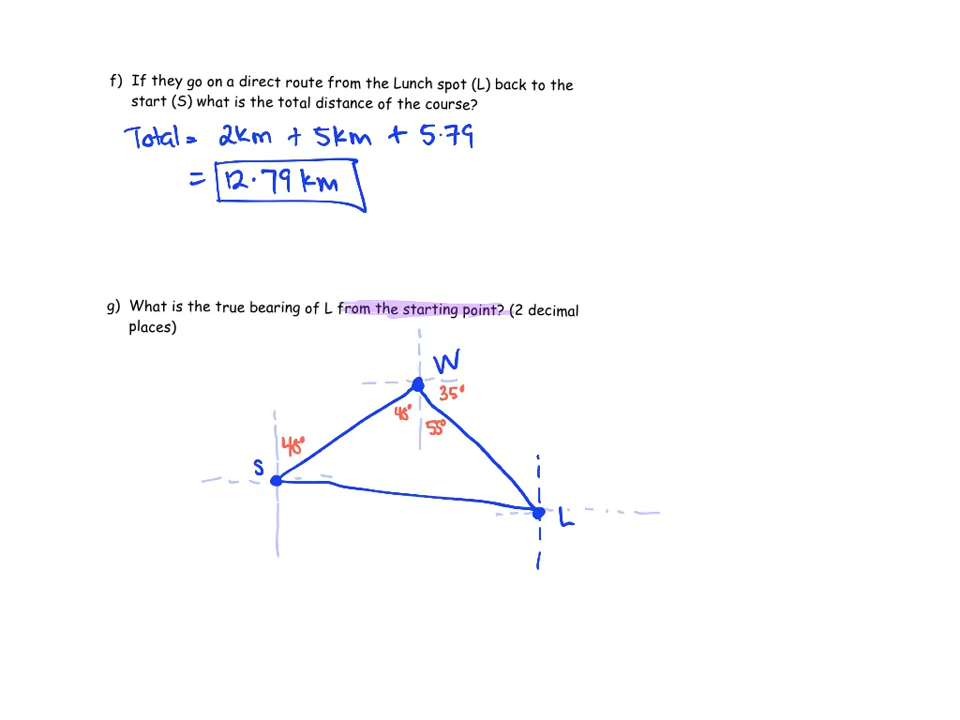 f) If they go on a direct route from the Lunch spot (L) back to the
start (S) what is the total distance of the course?
Total = 2km + 5km + 5.79
= 12.79 km
g) What is the true bearing of L from the starting point? (2 decimal
places)
W
35°
48°
55°
48°
S
L